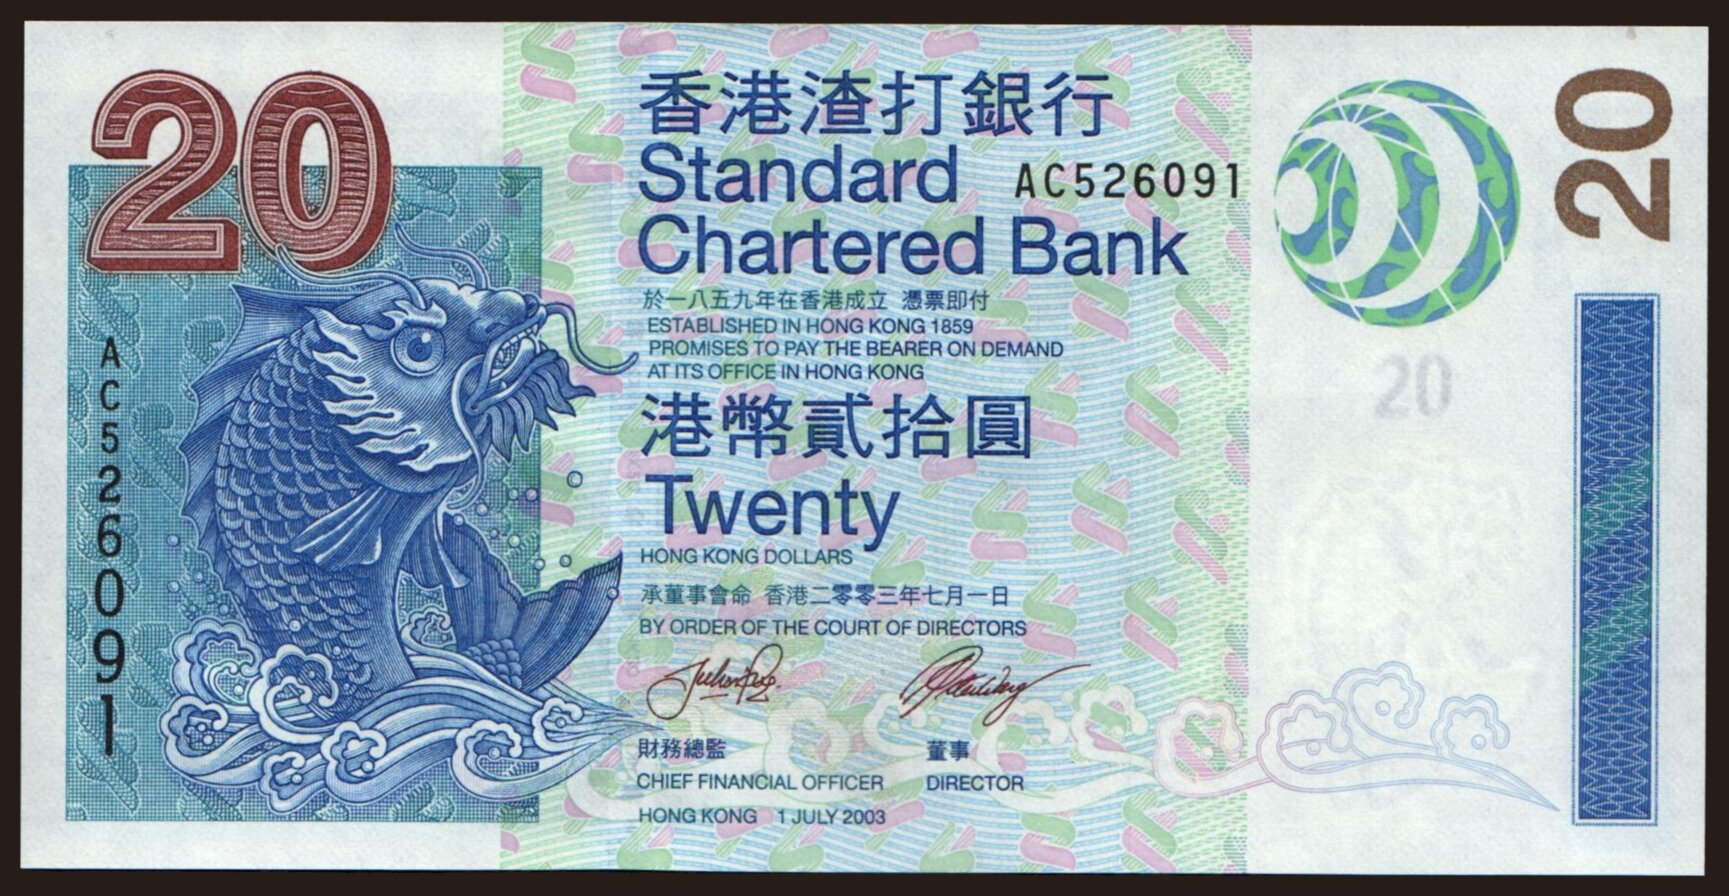 20
香港渣打銀行
Standard
Chartered Bank
AC526091
於一八五九年在香港成立 憑票即付
ESTABLISHED IN HONG KONG 1859
PROMISES TO PAY THE BEARER ON DEMAND
AT ITS OFFICE IN HONG KONG
港幣貳拾圓
Twenty
HONG KONG DOLLARS
承董事會命 香港二零零三年七月一日
BY ORDER OF THE COURT OF DIRECTORS
財務總監 董事
CHIEF FINANCIAL OFFICER DIRECTOR
HONG KONG 1 JULY 2003
AC526091
20
20